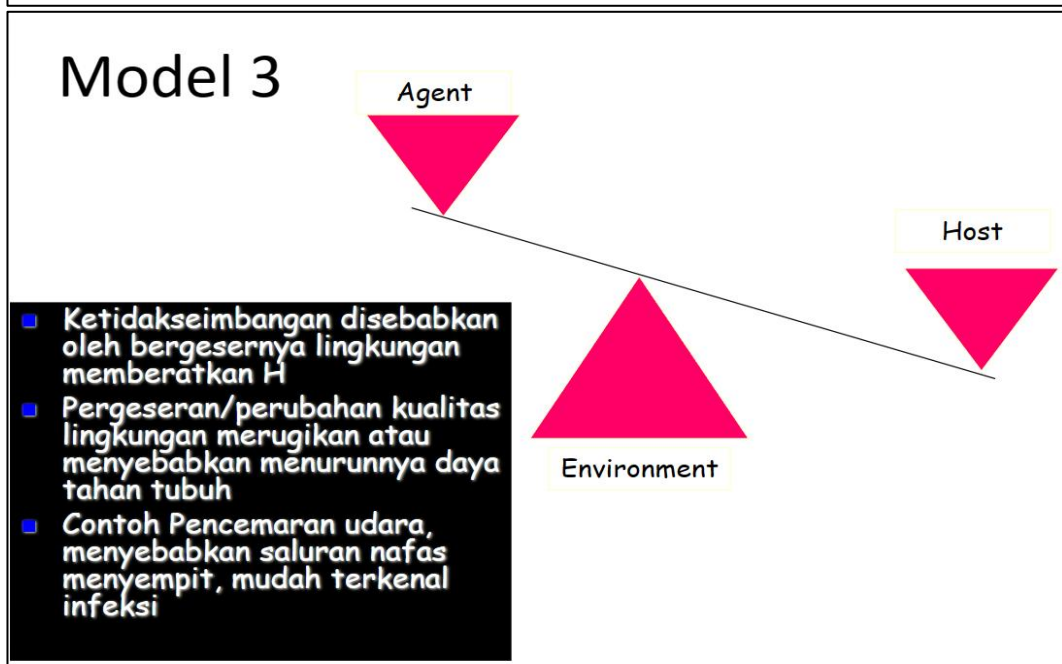 Model 3
Agent
Host
Ketidakseimbangan disebabkan
oleh bergesernya lingkungan
memberatkan H
Pergeseran/perubahan kualitas
lingkungan merugikan atau
menyebabkan menurunnya daya
tahan tubuh
Contoh Pencemaran udara,
menyebabkan saluran nafas
menyempit, mudah terkenal
infeksi
Environment